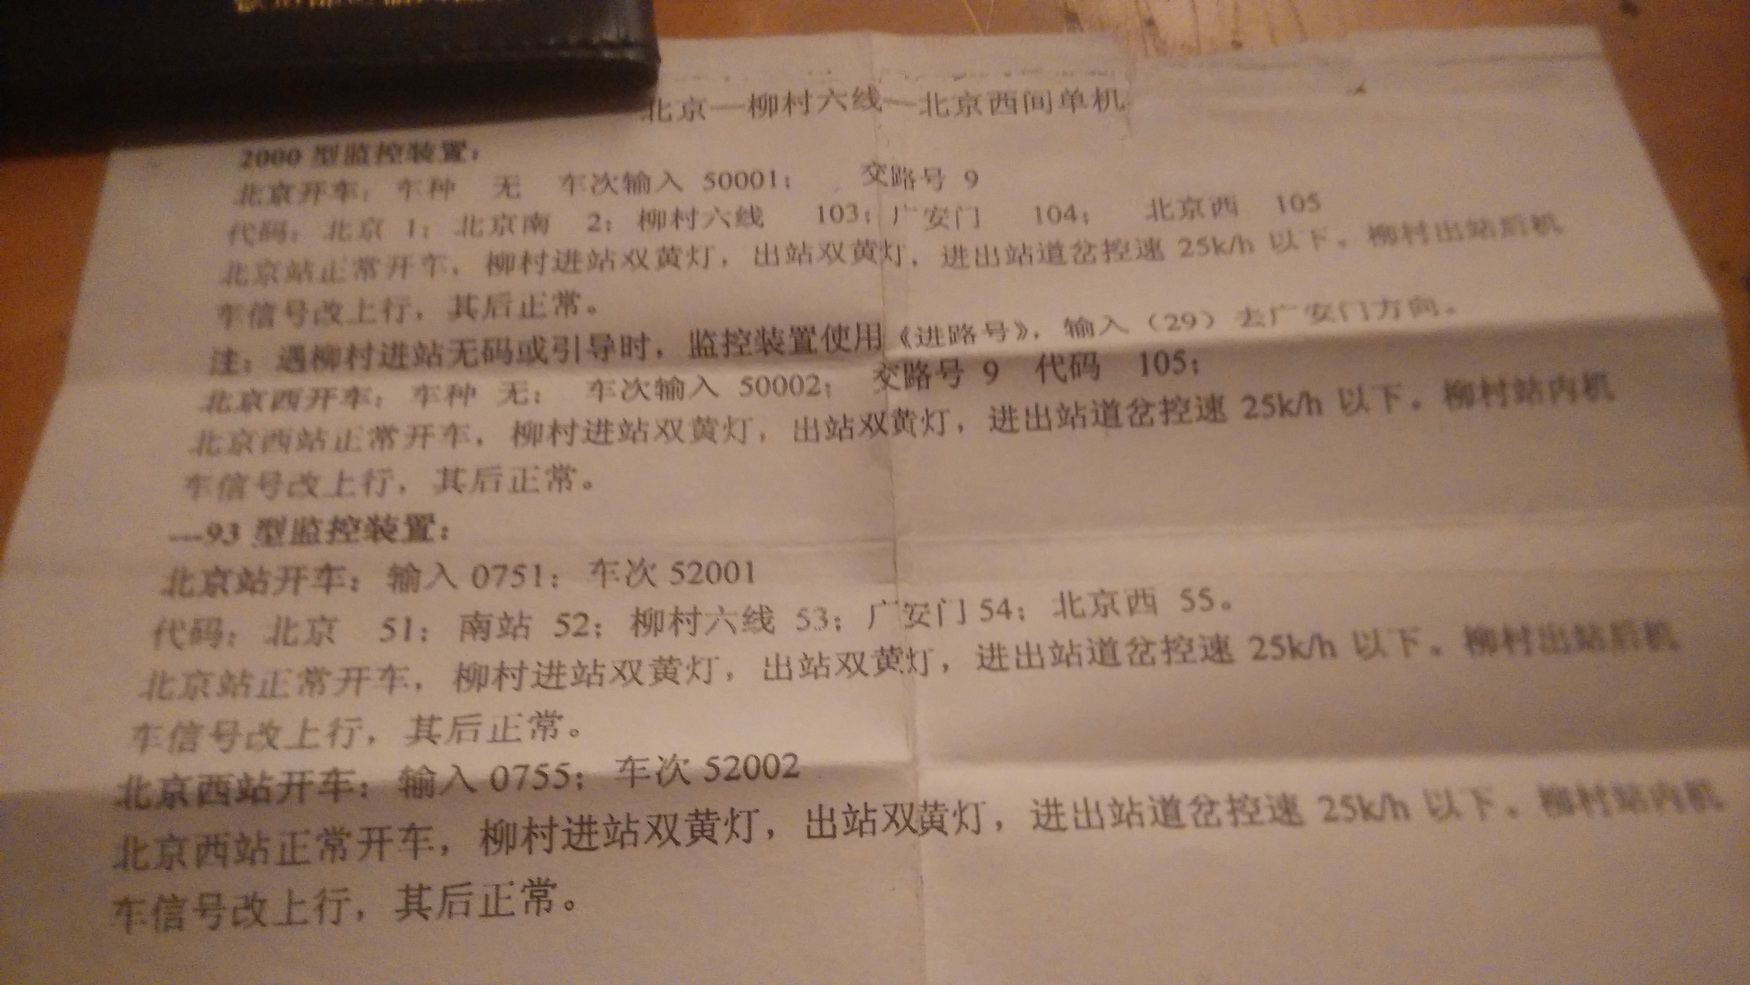 北京—柳村六线—北京西间单机
2000 型监控装置：
北京开车：车种 无 车次输入 50001； 交路号 9
代码：北京 1；北京南 2；柳村六线 103；广安门 104； 北京西 105
北京站正常开车，柳村进站双黄灯，出站双黄灯，进出站道岔控速 25k/h 以下。柳村出站后机
车信号改上行，其后正常。
注：遇柳村进站无码或引导时，监控装置使用《进路号》，输入（29）去广安门方向。
北京西开车：车种 无； 车次输入 50002； 交路号 9 代码 105；
北京西站正常开车，柳村进站双黄灯，出站双黄灯，进出站道岔控速 25k/h 以下。柳村站内机
车信号改上行，其后正常。
—93 型监控装置：
北京站开车：输入 0751；车次 52001
代码：北京 51；南站 52；柳村六线 53；广安门 54；北京西 55。
北京站正常开车，柳村进站双黄灯，出站双黄灯，进出站道岔控速 25k/h 以下。柳村出站后机
车信号改上行，其后正常。
北京西站开车：输入 0755；车次 52002
北京西站正常开车，柳村进站双黄灯，出站双黄灯，进出站道岔控速 25k/h 以下。柳村站内机
车信号改上行，其后正常。